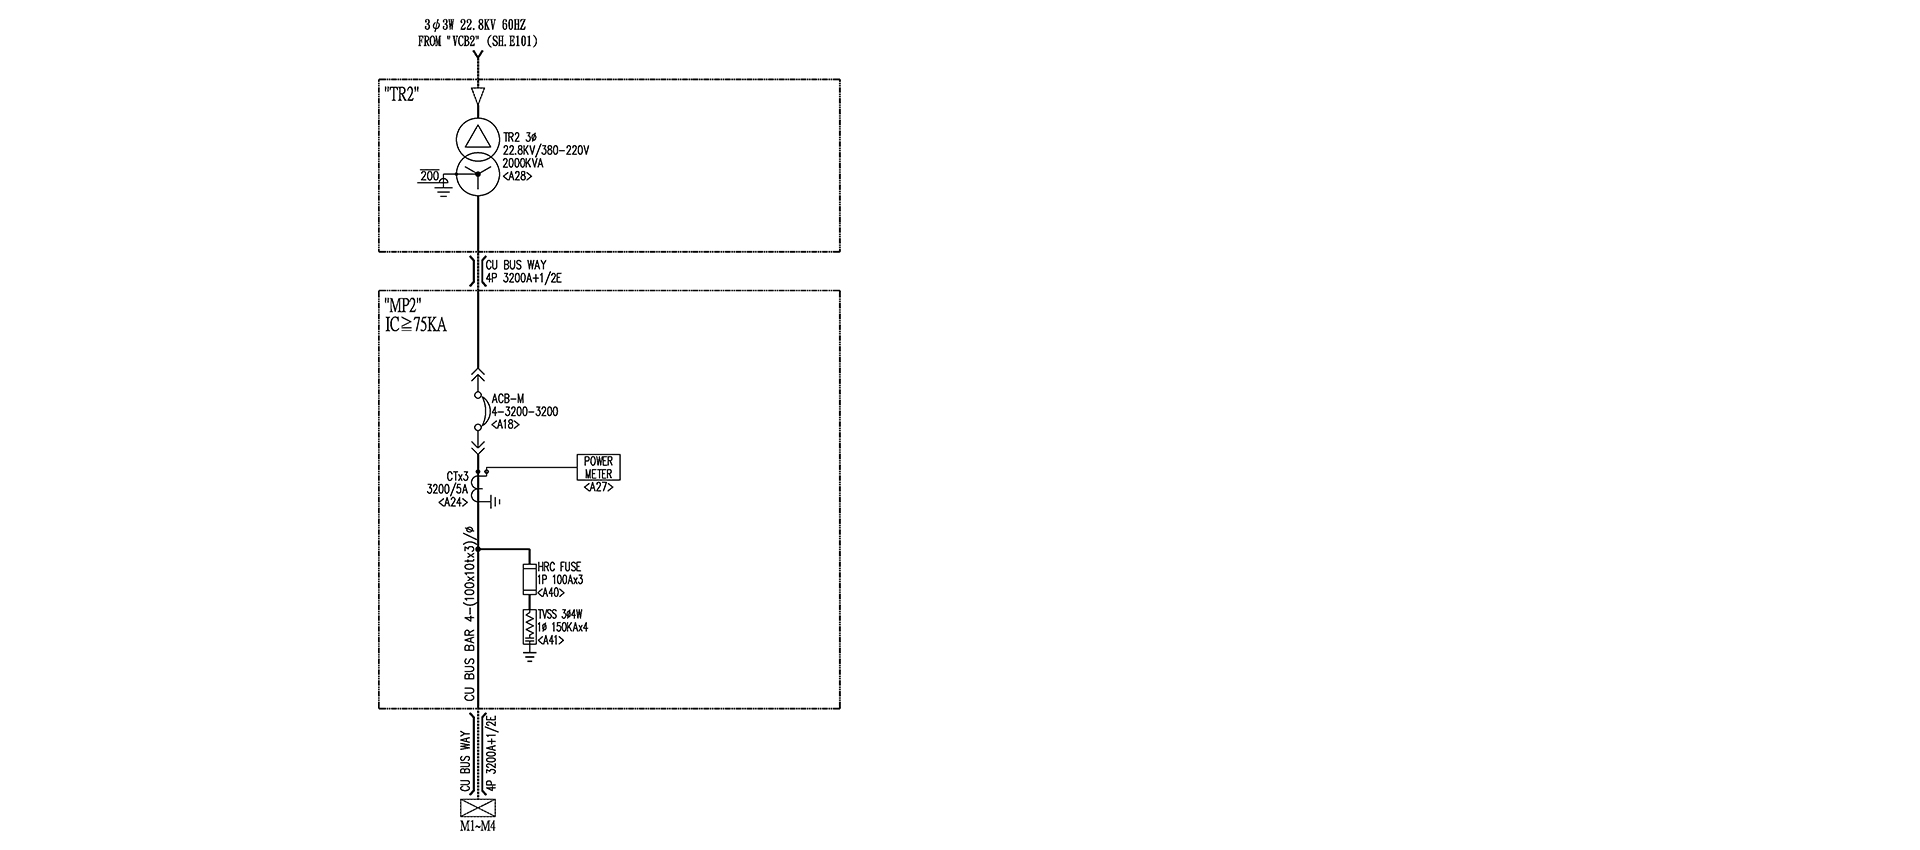 3φ3W 22.8KV 60HZ
FROM "VCB2" (SH.E101)
"TR2"
TR2 3ø
22.8KV/380-220V
2000KVA
<A28>
200
CU BUS WAY
4P 3200A+1/2E
"MP2"
IC≧75KA
ACB-M
4-3200-3200
<A18>
POWER
METER
<A27>
CTx3
3200/5A
<A24>
CU BUS BAR 4-(100x10tx3)/ø
HRC FUSE
1P 100Ax3
<A40>
TVSS 3ø4W
1ø 150KAx4
<A41>
CU BUS WAY
4P 3200A+1/2E
M1~M4